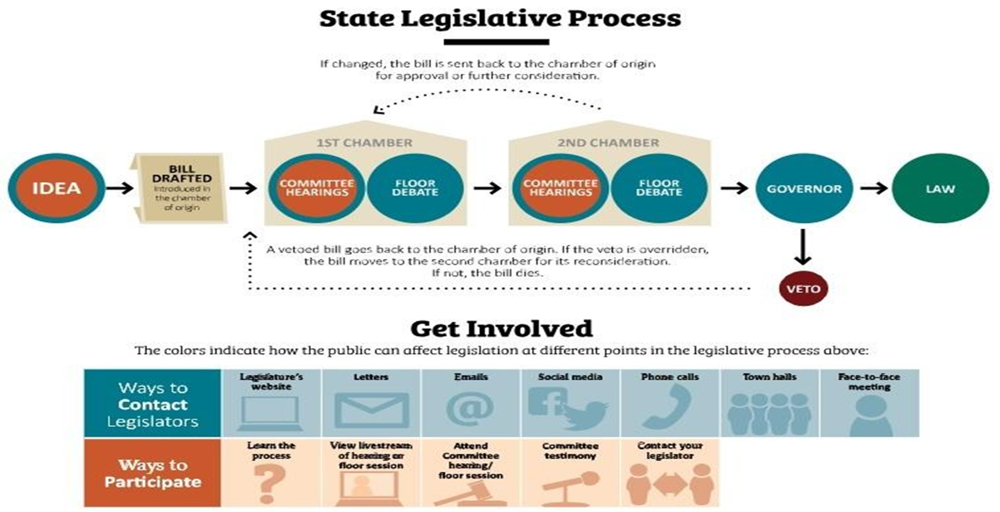 State Legislative Process
If changed, the bill is sent back to the chamber of origin
for approval or further consideration.
IDEA
BILL
DRAFTED
Introduced in
the chamber
of origin
1ST CHAMBER
COMMITTEE
HEARINGS
FLOOR
DEBATE
2ND CHAMBER
COMMITTEE
HEARINGS
FLOOR
DEBATE
GOVERNOR
LAW
A vetoed bill goes back to the chamber of origin. If the veto is overridden,
the bill moves to the second chamber for its reconsideration.
If not, the bill dies.
VETO
Get Involved
The colors indicate how the public can affect legislation at different points in the legislative process above:
Ways to
Contact
Legislators
Legislature's
website
Letters
Emails
@
Social media
f
Phone calls
Town halls
Face-to-face
meeting
Ways to
Participate
Learn the
process
?
View livestream
of hearing or
floor session
Attend
Committee
hearing/
floor session
Committee
testimony
Contact your
legislator